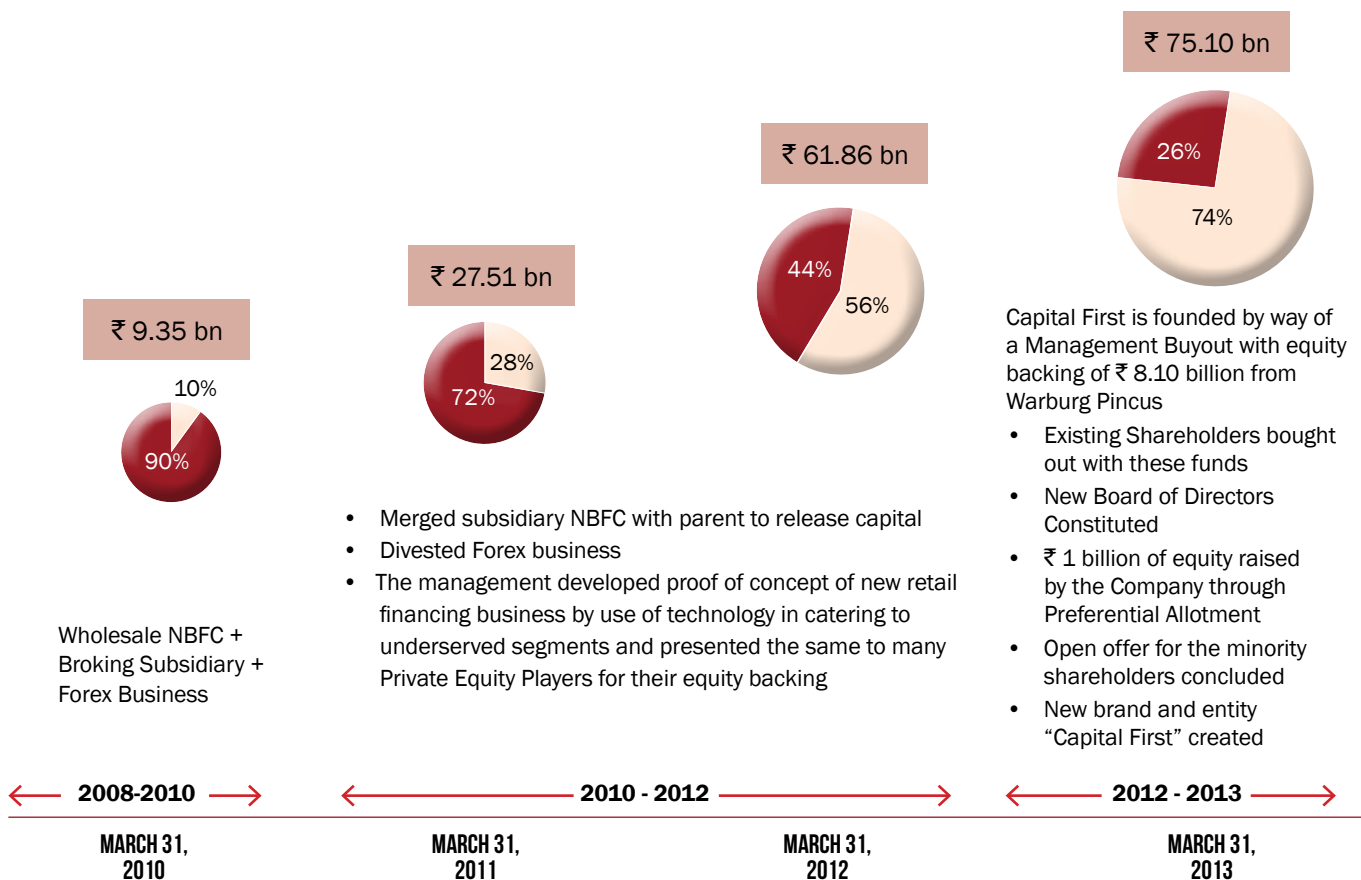 ₹ 9.35 bn
10%
90%
Wholesale NBFC +
Broking Subsidiary +
Forex Business
₹ 27.51 bn
28%
72%
₹ 61.86 bn
44%
56%
• Merged subsidiary NBFC with parent to release capital
• Divested Forex business
• The management developed proof of concept of new retail
financing business by use of technology in catering to
underserved segments and presented the same to many
Private Equity Players for their equity backing
₹ 75.10 bn
26%
74%
Capital First is founded by way of
a Management Buyout with equity
backing of ₹ 8.10 billion from
Warburg Pincus
• Existing Shareholders bought
out with these funds
• New Board of Directors
Constituted
• ₹ 1 billion of equity raised
by the Company through
Preferential Allotment
• Open offer for the minority
shareholders concluded
• New brand and entity
“Capital First” created
2008-2010
2010 - 2012
2012 - 2013
MARCH 31,
2010
MARCH 31,
2011
MARCH 31,
2012
MARCH 31,
2013